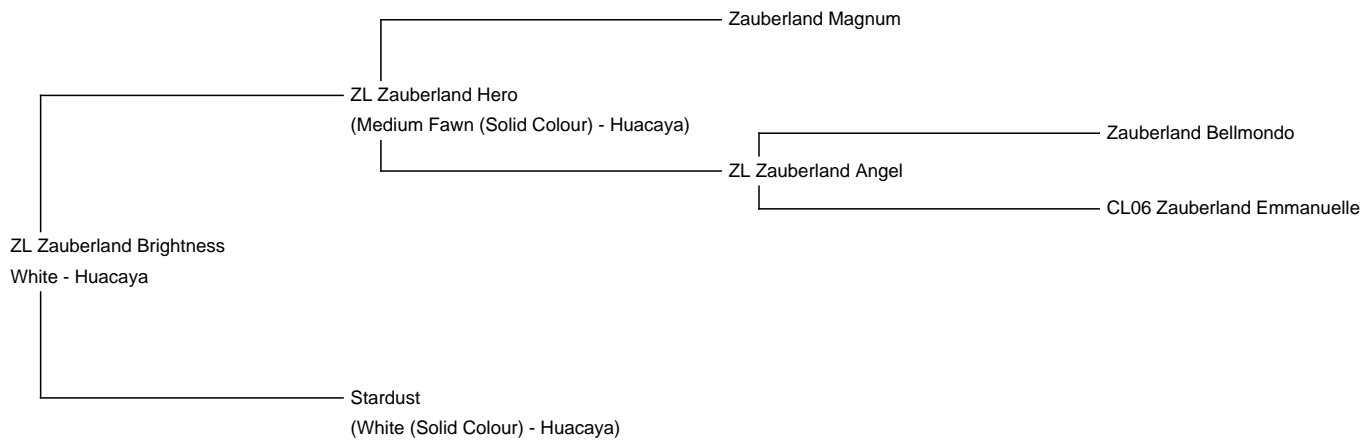 Zauberland Magnum
ZL Zauberland Hero
(Medium Fawn (Solid Colour) - Huacaya)
Zauberland Bellmondo
ZL Zauberland Angel
CL06 Zauberland Emmanuelle
ZL Zauberland Brightness
White - Huacaya
Stardust
(White (Solid Colour) - Huacaya)